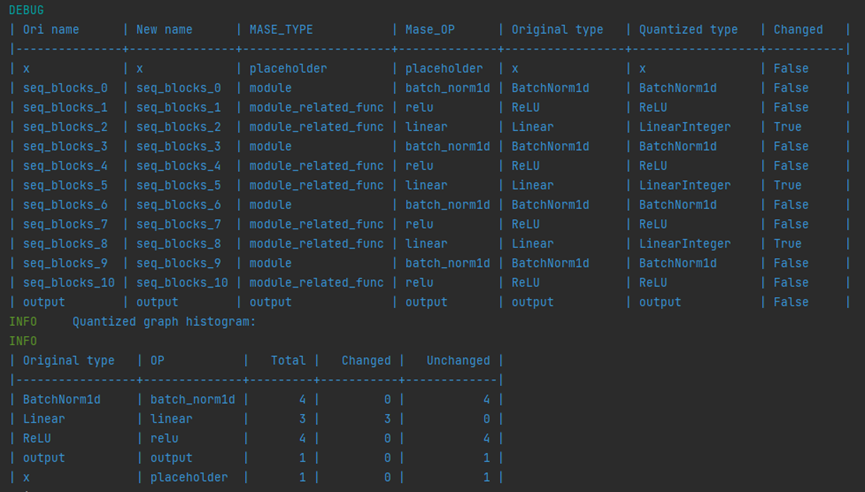 DEBUG
| Ori name      | New name      | MASE_TYPE           | Mase_OP      | Original type  | Quantized type   | Changed   |
|---------------+---------------+---------------------+--------------+----------------+------------------+-----------|
| x             | x             | placeholder         | placeholder  | x              | x                | False     |
| seq_blocks_0  | seq_blocks_0  | module              | batch_norm1d | BatchNorm1d    | BatchNorm1d      | False     |
| seq_blocks_1  | seq_blocks_1  | module_related_func | relu         | ReLU           | ReLU             | False     |
| seq_blocks_2  | seq_blocks_2  | module_related_func | linear       | Linear         | LinearInteger    | True      |
| seq_blocks_3  | seq_blocks_3  | module              | batch_norm1d | BatchNorm1d    | BatchNorm1d      | False     |
| seq_blocks_4  | seq_blocks_4  | module_related_func | relu         | ReLU           | ReLU             | False     |
| seq_blocks_5  | seq_blocks_5  | module_related_func | linear       | Linear         | LinearInteger    | True      |
| seq_blocks_6  | seq_blocks_6  | module              | batch_norm1d | BatchNorm1d    | BatchNorm1d      | False     |
| seq_blocks_7  | seq_blocks_7  | module_related_func | relu         | ReLU           | ReLU             | False     |
| seq_blocks_8  | seq_blocks_8  | module_related_func | linear       | Linear         | LinearInteger    | True      |
| seq_blocks_9  | seq_blocks_9  | module              | batch_norm1d | BatchNorm1d    | BatchNorm1d      | False     |
| seq_blocks_10 | seq_blocks_10 | module_related_func | relu         | ReLU           | ReLU             | False     |
| output        | output        | output              | output       | output         | output           | False     |
INFO     Quantized graph histogram:
INFO
| Original type   | OP           |   Total |   Changed |   Unchanged |
|-----------------+--------------+---------+-----------+-------------|
| BatchNorm1d     | batch_norm1d |       4 |         0 |           4 |
| Linear          | linear       |       3 |         3 |           0 |
| ReLU            | relu         |       4 |         0 |           4 |
| output          | output       |       1 |         0 |           1 |
| x               | placeholder  |       1 |         0 |           1 |